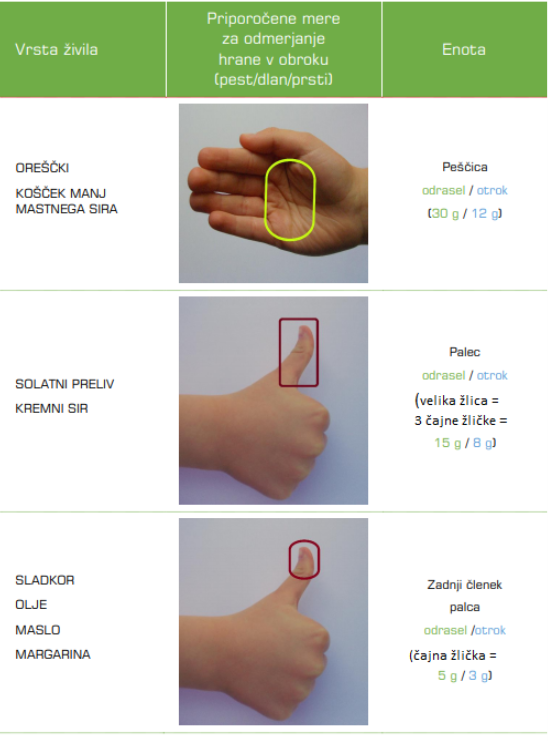 Vrsta živila
Priporočene mere
za odmerjanje
hrane v obroku
(pest/dlan/prsti)
Enota
OREŠČKI
KOŠČEK MANJ
MASTNEGA SIRA
Peščica
odrasel / otrok
(30 g / 12 g)
SOLATNI PRELIV
KREMNI SIR
Palec
odrasel / otrok
(velika žlica =
3 čajne žličke =
15 g / 8 g)
SLADKOR
OLJE
MASLO
MARGARINA
Zadnji členek
palca
odrasel /otrok
(čajna žlička =
5 g / 3 g)